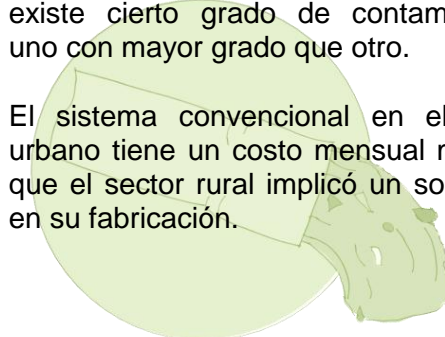 existe cierto grado de contam
uno con mayor grado que otro.
El sistema convencional en el
urbano tiene un costo mensual
que el sector rural implicó un so
en su fabricación.